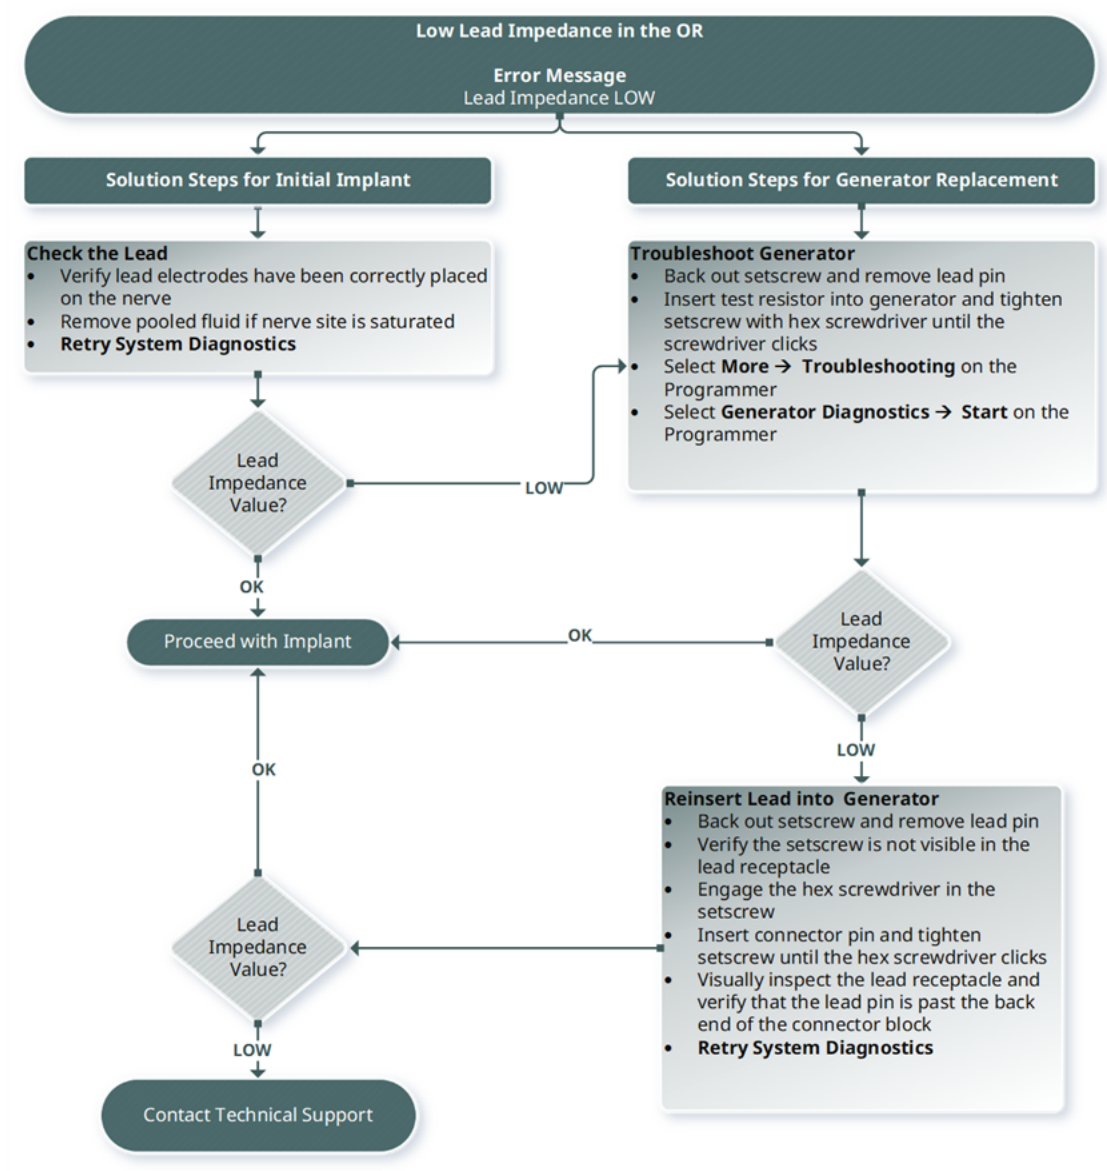 Low Lead Impedance in the OR
Error Message
Lead Impedance LOW
Solution Steps for Initial Implant
Check the Lead
• Verify lead electrodes have been correctly placed
on the nerve
• Remove pooled fluid if nerve site is saturated
• Retry System Diagnostics
Lead
Impedance
Value?
LOW
OK
Proceed with Implant
Solution Steps for Generator Replacement
Troubleshoot Generator
• Back out setscrew and remove lead pin
• Insert test resistor into generator and tighten
setscrew with hex screwdriver until the
screwdriver clicks
• Select More → Troubleshooting on the
Programmer
• Select Generator Diagnostics → Start on the
Programmer
Lead
Impedance
Value?
OK
LOW
Reinsert Lead into Generator
• Back out setscrew and remove lead pin
• Verify the setscrew is not visible in the
lead receptacle
• Engage the hex screwdriver in the
setscrew
• Insert connector pin and tighten
setscrew until the hex screwdriver clicks
• Visually inspect the lead receptacle and
verify that the lead pin is past the back
end of the connector block
• Retry System Diagnostics
Lead
Impedance
Value?
OK
LOW
Contact Technical Support